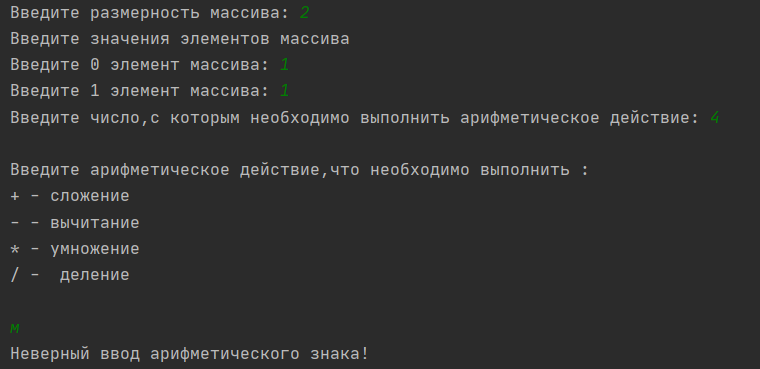 Введите размерность массива: 2
Введите значения элементов массива
Введите 0 элемент массива: 1
Введите 1 элемент массива: 1
Введите число,с которым необходимо выполнить арифметическое действие: 4
Введите арифметическое действие,что необходимо выполнить :
+ - сложение
- - вычитание
* - умножение
/ -  деление
м
Неверный ввод арифметического знака!